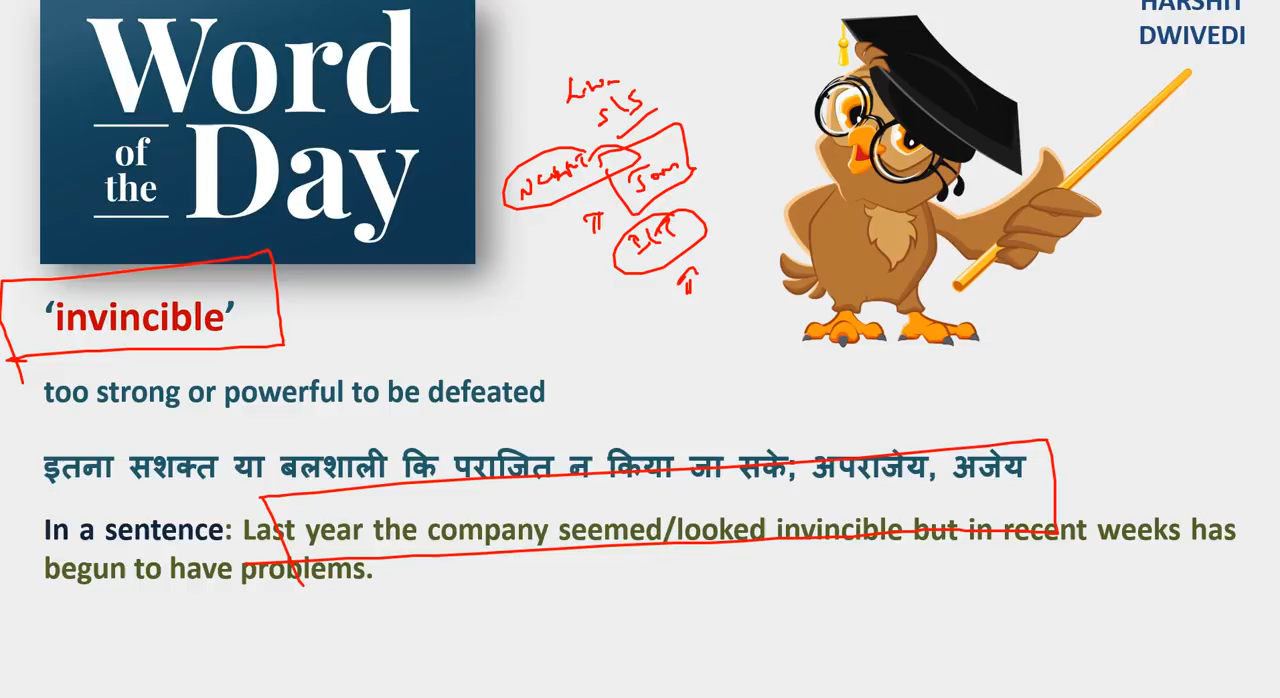 HARSHIT
DWIVEDI
Word
of
the
Day
‘invincible’
too strong or powerful to be defeated
इतना सशक्त या बलशाली कि पराजित न किया जा सके; अपराजेय, अजेय
In a sentence: Last year the company seemed/looked invincible but in recent weeks has
begun to have problems.